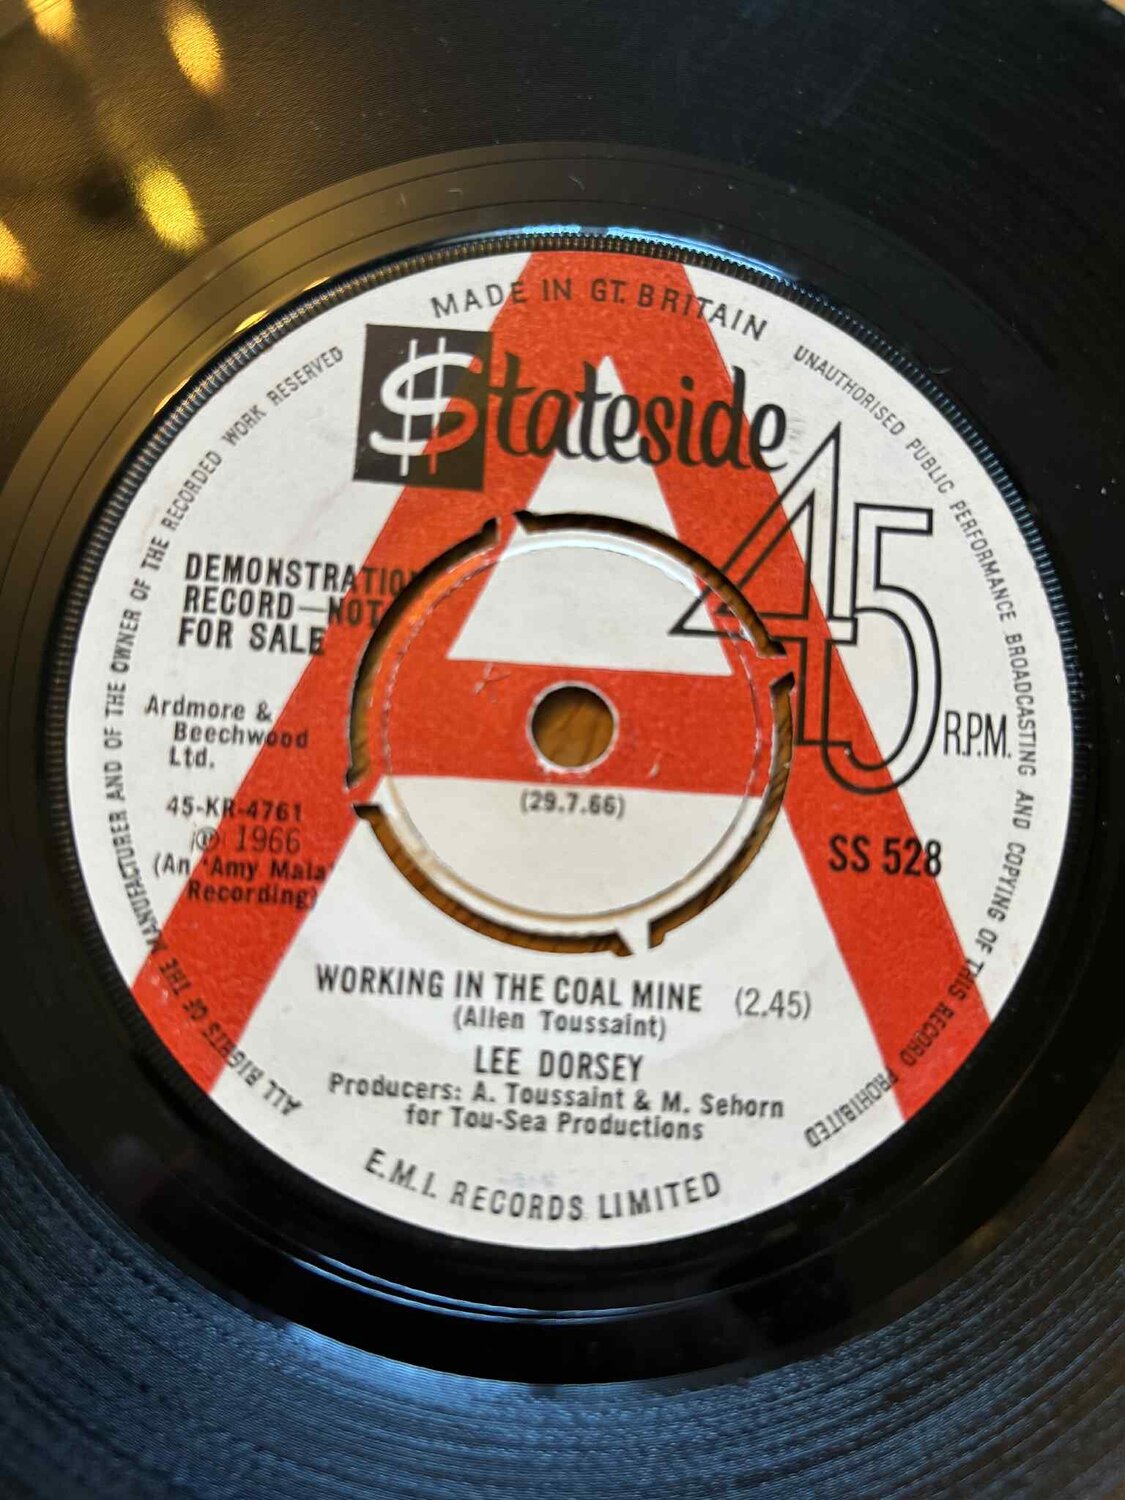 MADE IN GT. BRITAIN
$tateside
45
R.P.M.
DEMONSTRATION
RECORD—NOT
FOR SALE
Ardmore &
Beechwood
Ltd.
45-KR-4761
℗ 1966
(An 'Amy Mala'
Recording)
(29.7.66)
SS 528
A
WORKING IN THE COAL MINE (2.45)
(Allen Toussaint)
LEE DORSEY
Producers: A. Toussaint & M. Sehorn
for Tou-Sea Productions
E.M.I. RECORDS LIMITED
ALL RIGHTS OF THE MANUFACTURER AND OF THE OWNER OF THE RECORDED WORK RESERVED
UNAUTHORISED PUBLIC PERFORMANCE BROADCASTING AND COPYING OF THIS RECORD PROHIBITED